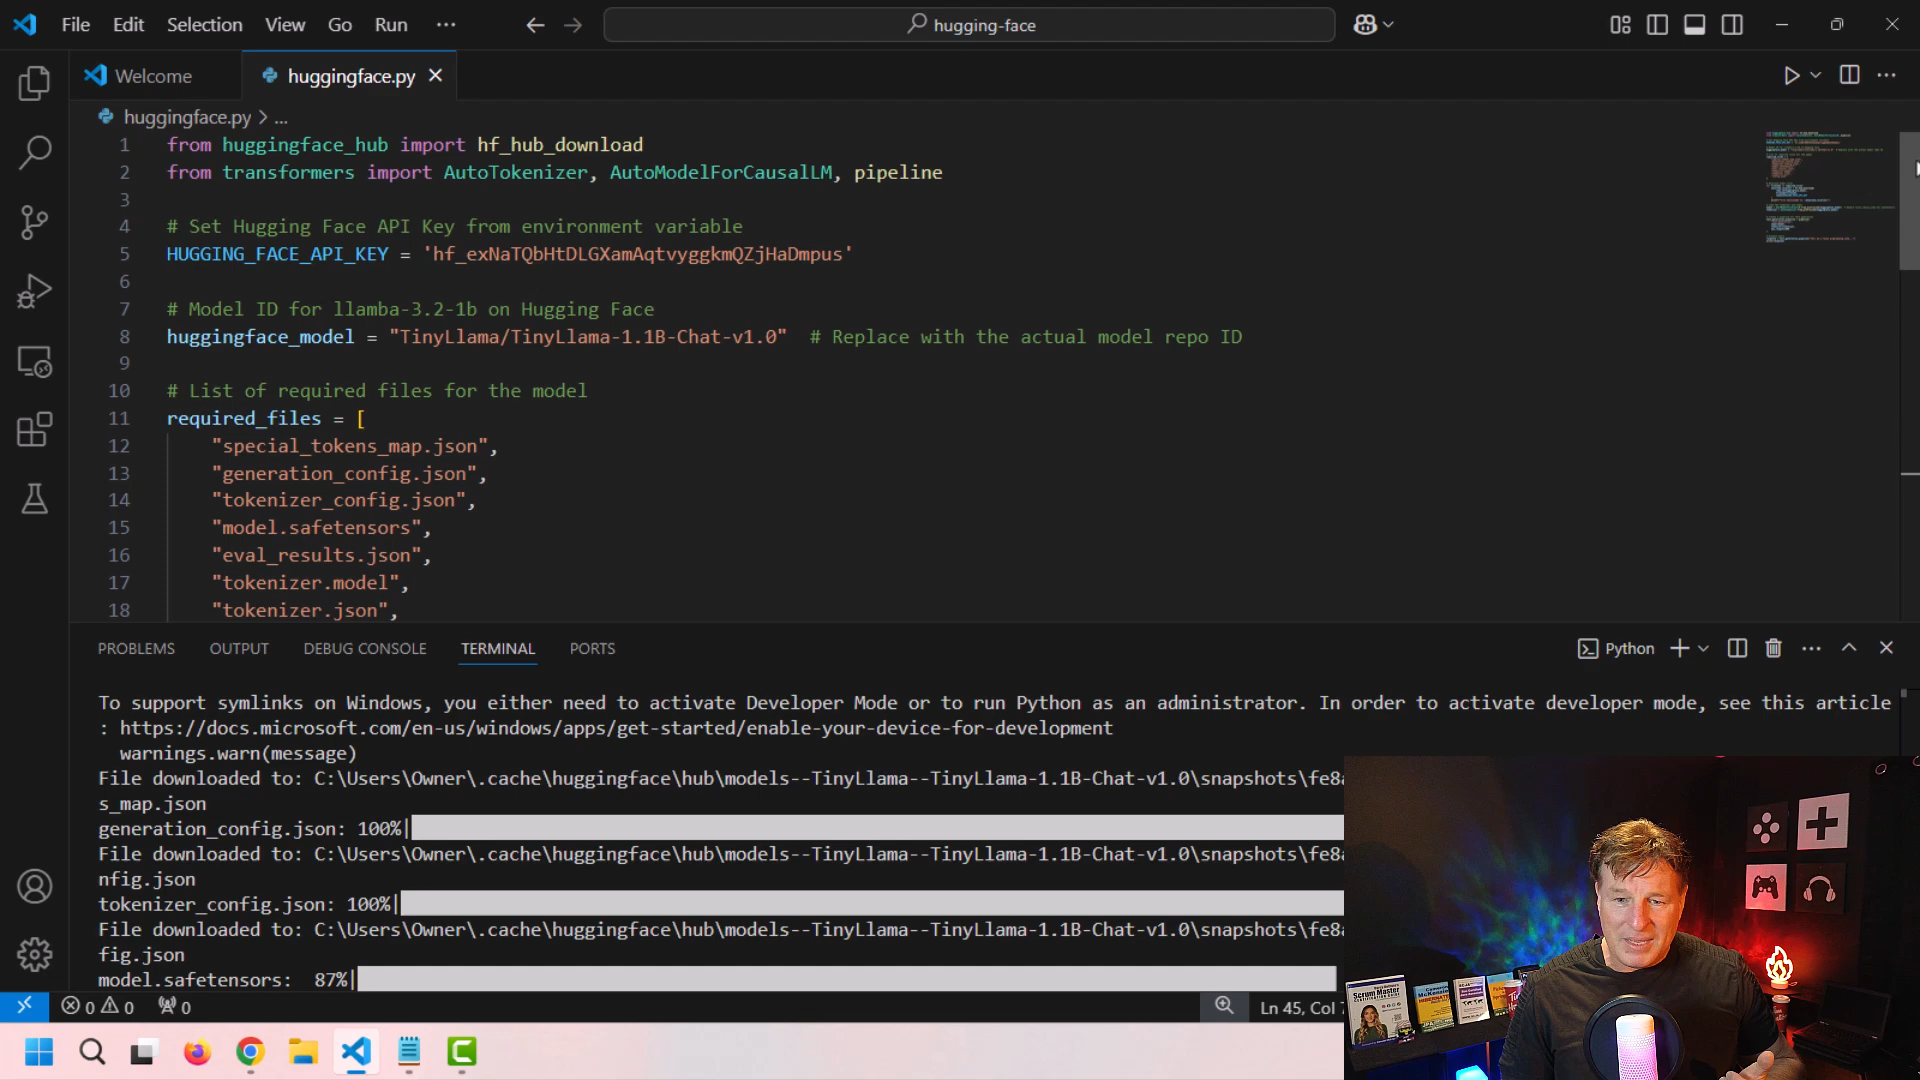 File Edit Selection View Go Run ... hugging-face
Welcome huggingface.py
huggingface.py > ...
1 from huggingface_hub import hf_hub_download
2 from transformers import AutoTokenizer, AutoModelForCausalLM, pipeline
3
4 # Set Hugging Face API Key from environment variable
5 HUGGING_FACE_API_KEY = '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'
6
7 # Model ID for llamba-3.2-1b on Hugging Face
8 huggingface_model = "TinyLlama/TinyLlama-1.1B-Chat-v1.0" # Replace with the actual model repo ID
9
10 # List of required files for the model
11 required_files = [
12 "special_tokens_map.json",
13 "generation_config.json",
14 "tokenizer_config.json",
15 "model.safetensors",
16 "eval_results.json",
17 "tokenizer.model",
18 "tokenizer.json",
PROBLEMS OUTPUT DEBUG CONSOLE TERMINAL PORTS Python
To support symlinks on Windows, you either need to activate Developer Mode or to run Python as an administrator. In order to activate developer mode, see this article
: https://docs.microsoft.com/en-us/windows/apps/get-started/enable-your-device-for-development
warnings.warn(message)
File downloaded to: C:\Users\Owner\.cache\huggingface\hub\models--TinyLlama--TinyLlama-1.1B-Chat-v1.0\snapshots\fe8a
s_map.json
generation_config.json: 100%|
File downloaded to: C:\Users\Owner\.cache\huggingface\hub\models--TinyLlama--TinyLlama-1.1B-Chat-v1.0\snapshots\fe8a
nfig.json
tokenizer_config.json: 100%|
File downloaded to: C:\Users\Owner\.cache\huggingface\hub\models--TinyLlama--TinyLlama-1.1B-Chat-v1.0\snapshots\fe8a
fig.json
model.safetensors: 87%|
0 0 0 Ln 45, Col
Scrum Master